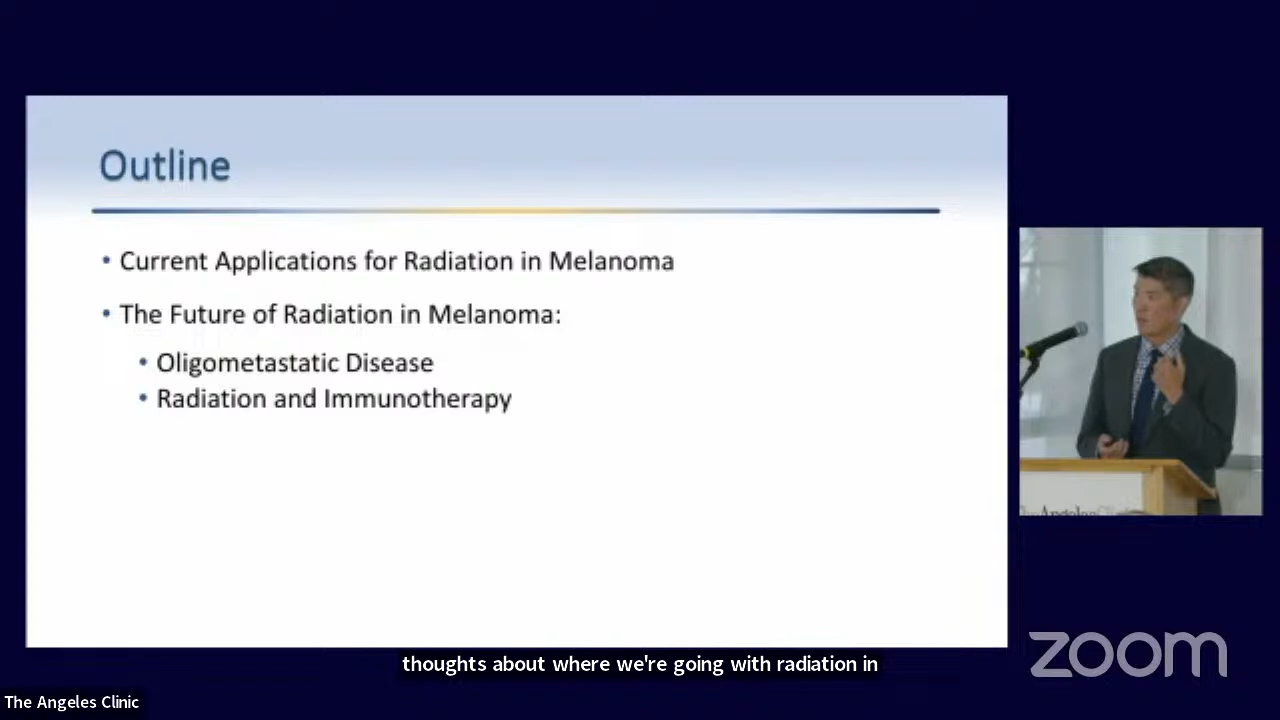 Outline
• Current Applications for Radiation in Melanoma
• The Future of Radiation in Melanoma:
• Oligometastatic Disease
• Radiation and Immunotherapy
thoughts about where we're going with radiation in
The Angeles Clinic
zoom